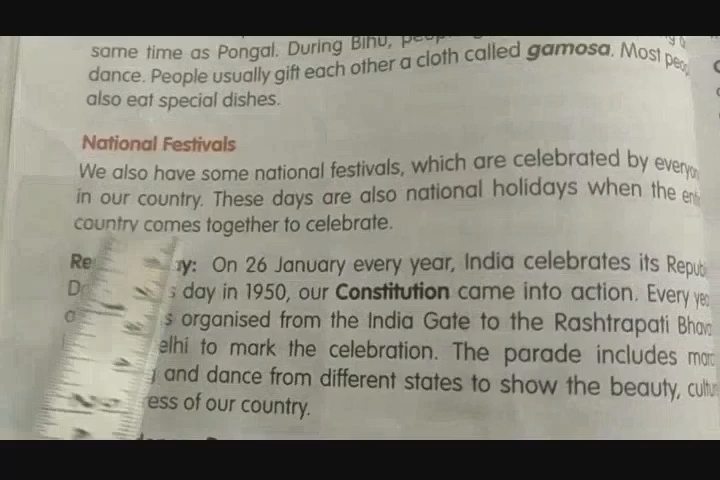 same time as Pongal. During Bihu,
dance. People usually gift each other a cloth called gamosa. Most
also eat special dishes.
National Festivals
We also have some national festivals, which are celebrated by
in our country. These days are also national holidays when the
country comes together to celebrate.
On 26 January every year, India celebrates its
day in 1950, our Constitution came into action. Every
organised from the India Gate to the Rashtrapati
to mark the celebration. The parade includes
and dance from different states to show the beauty,
of our country.